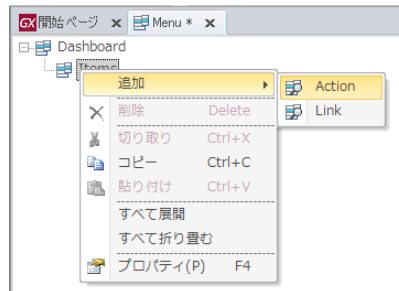 GX 開始ページ × Menu * ×
Dashboard
Items
追加
Action
Link
削除 Delete
切り取り Ctrl+X
コピー Ctrl+C
貼り付け Ctrl+V
すべて展開
すべて折り畳む
プロパティ(P) F4